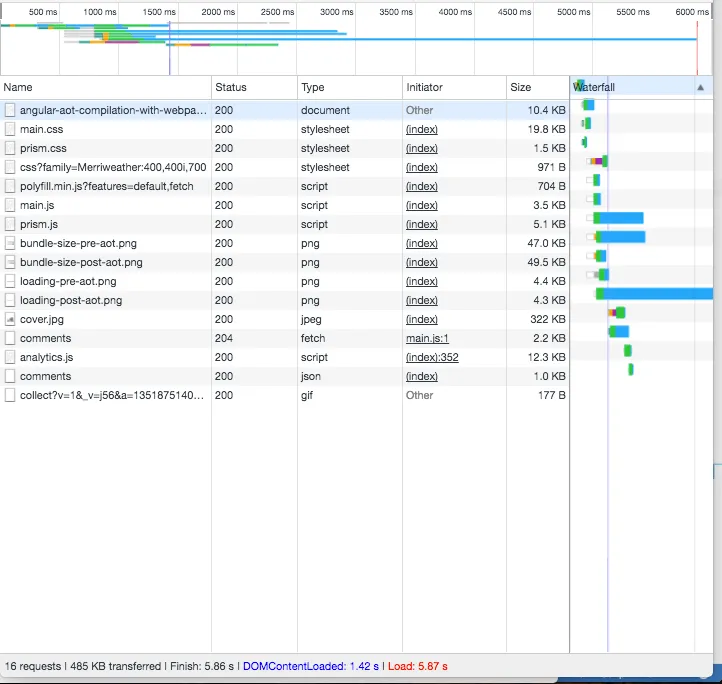 500 ms 1000 ms 1500 ms 2000 ms 2500 ms 3000 ms 3500 ms 4000 ms 4500 ms 5000 ms 5500 ms 6000 ms
Name Status Type Initiator Size Waterfall ▲
angular-aot-compilation-with-webpa... 200 document Other 10.4 KB
main.css 200 stylesheet (index) 19.8 KB
prism.css 200 stylesheet (index) 1.5 KB
css?family=Merriweather:400,400i,700 200 stylesheet (index) 971 B
polyfill.min.js?features=default,fetch 200 script (index) 704 B
main.js 200 script (index) 3.5 KB
prism.js 200 script (index) 5.1 KB
bundle-size-pre-aot.png 200 png (index) 47.0 KB
bundle-size-post-aot.png 200 png (index) 49.5 KB
loading-pre-aot.png 200 png (index) 4.4 KB
loading-post-aot.png 200 png (index) 4.3 KB
cover.jpg 200 jpeg (index) 322 KB
comments 204 fetch main.js:1 2.2 KB
analytics.js 200 script (index):352 12.3 KB
comments 200 json (index) 1.0 KB
collect?v=1&_v=j56&a=1351875140... 200 gif Other 177 B
16 requests | 485 KB transferred | Finish: 5.86 s | DOMContentLoaded: 1.42 s | Load: 5.87 s